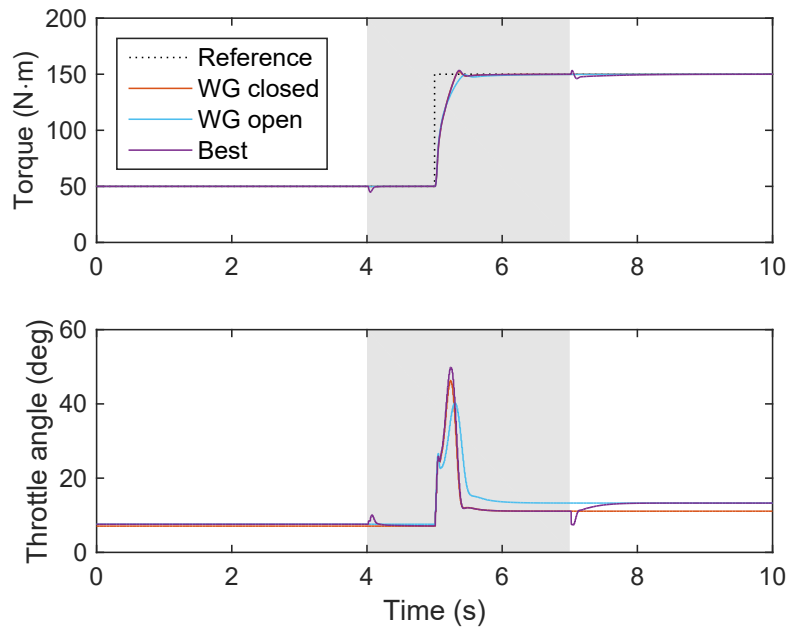 200
150
100
50
0
Torque (N·m)
Reference
WG closed
WG open
Best
0 2 4 6 8 10
60
40
20
0
Throttle angle (deg)
0 2 4 6 8 10
Time (s)